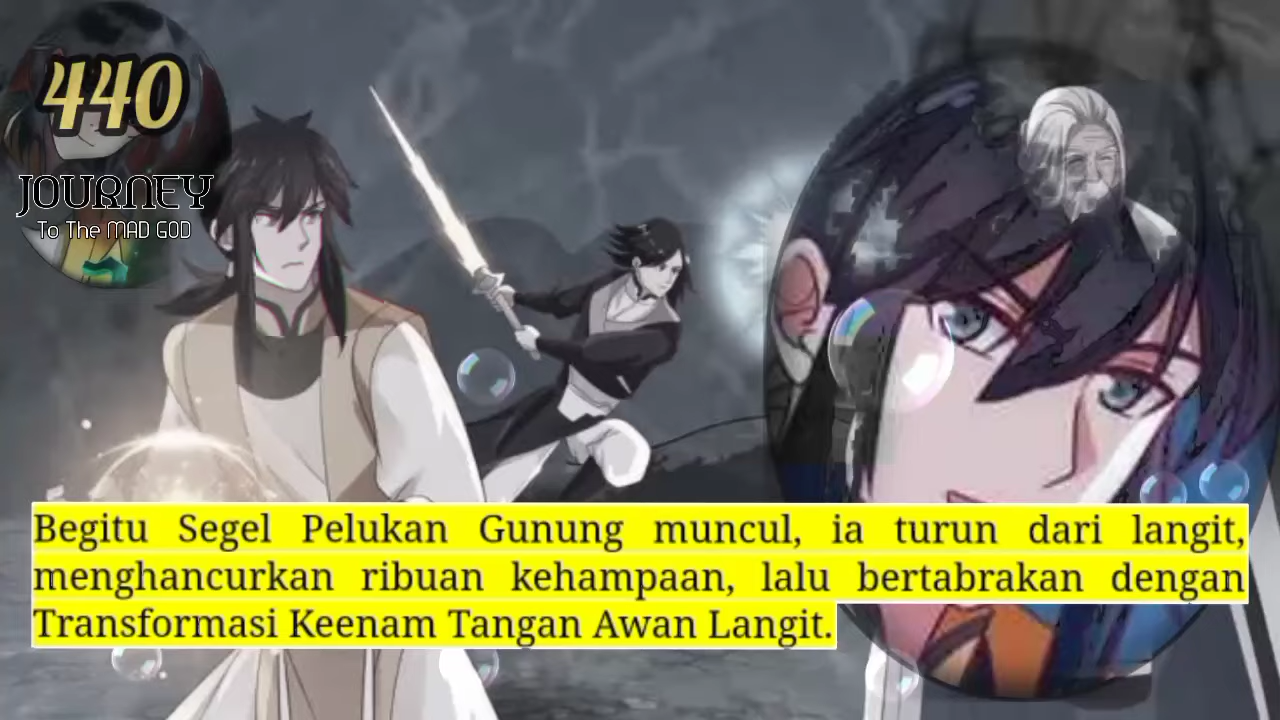 440
JOURNEY
To The MAD GOD
Begitu Segel Pelukan Gunung muncul, ia turun dari langit,
menghancurkan ribuan kehampaan, lalu bertabrakan dengan
Transformasi Keenam Tangan Awan Langit.